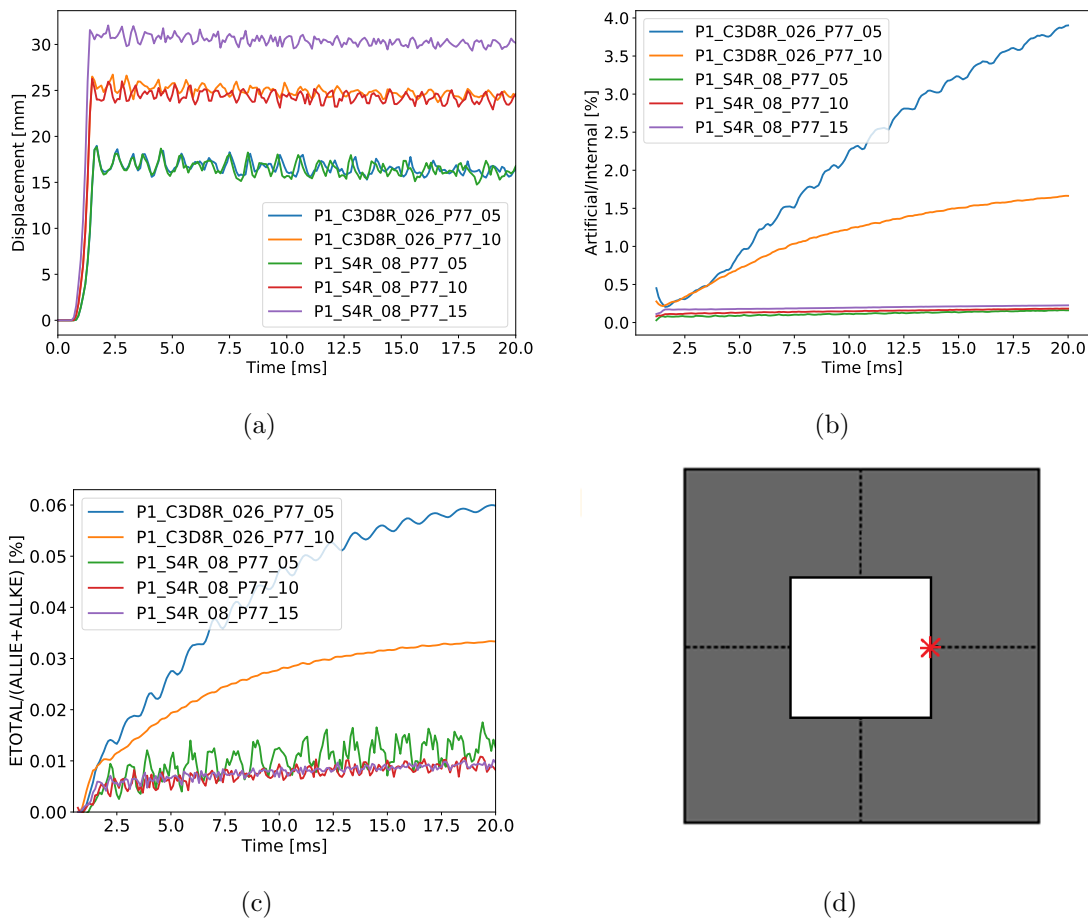 Displacement [mm]
30
25
20
15
10
5
0
P1_C3D8R_026_P77_05
P1_C3D8R_026_P77_10
P1_S4R_08_P77_05
P1_S4R_08_P77_10
P1_S4R_08_P77_15
0.0 2.5 5.0 7.5 10.0 12.5 15.0 17.5 20.0
Time [ms]
(a)
Artificial/Internal [%]
4.0
3.5
3.0
2.5
2.0
1.5
1.0
0.5
0.0
P1_C3D8R_026_P77_05
P1_C3D8R_026_P77_10
P1_S4R_08_P77_05
P1_S4R_08_P77_10
P1_S4R_08_P77_15
2.5 5.0 7.5 10.0 12.5 15.0 17.5 20.0
Time [ms]
(b)
ETOTAL/(ALLIE+ALLKE) [%]
0.06
0.05
0.04
0.03
0.02
0.01
0.00
P1_C3D8R_026_P77_05
P1_C3D8R_026_P77_10
P1_S4R_08_P77_05
P1_S4R_08_P77_10
P1_S4R_08_P77_15
2.5 5.0 7.5 10.0 12.5 15.0 17.5 20.0
Time [ms]
(c)
(d)